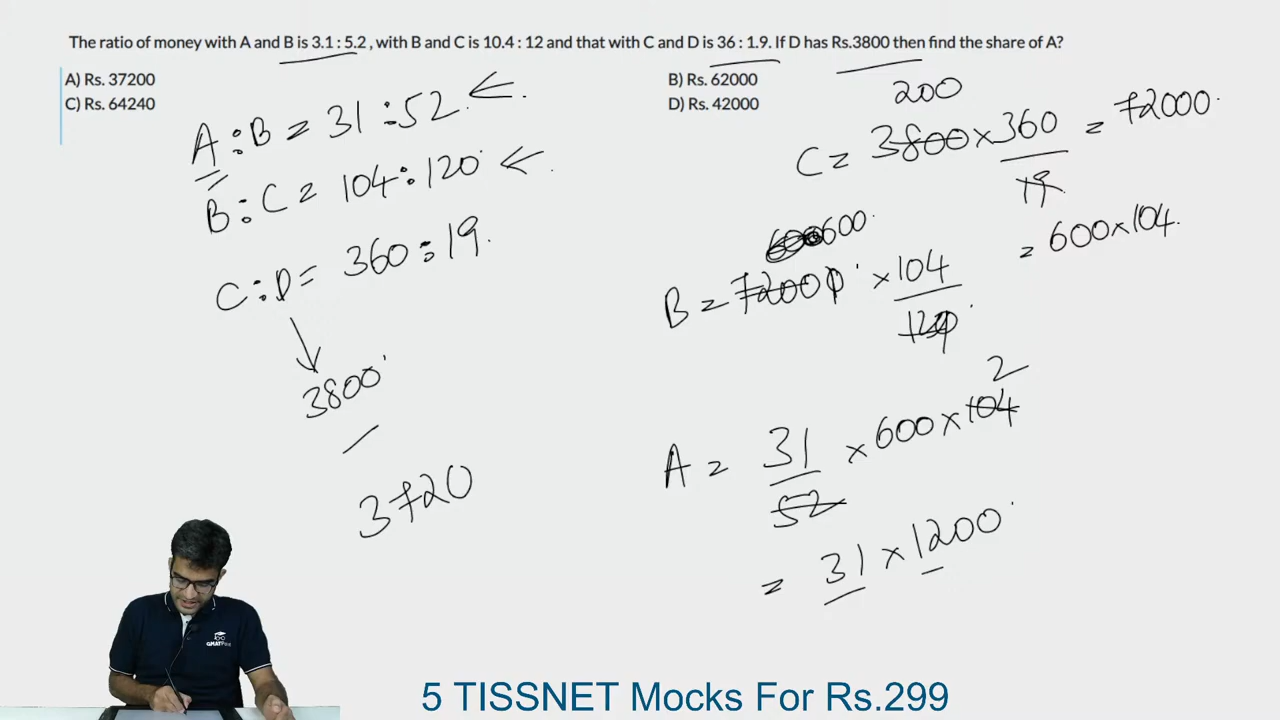 The ratio of money with A and B is 3.1 : 5.2 , with B and C is 10.4 : 12 and that with C and D is 36 : 1.9. If D has Rs.3800 then find the share of A?
A) Rs. 37200
B) Rs. 62000
C) Rs. 64240
D) Rs. 42000
A : B = 31 : 52
B : C = 104 : 120
C : D = 360 : 19
3800
3720
200
C = 3800 × 360 = 72000
19
600 600
B = 72000 × 104 = 600 × 104
120
2
A = 31 × 600 × 104
52
= 31 × 1200
GMATPoint
5 TISSNET Mocks For Rs.299